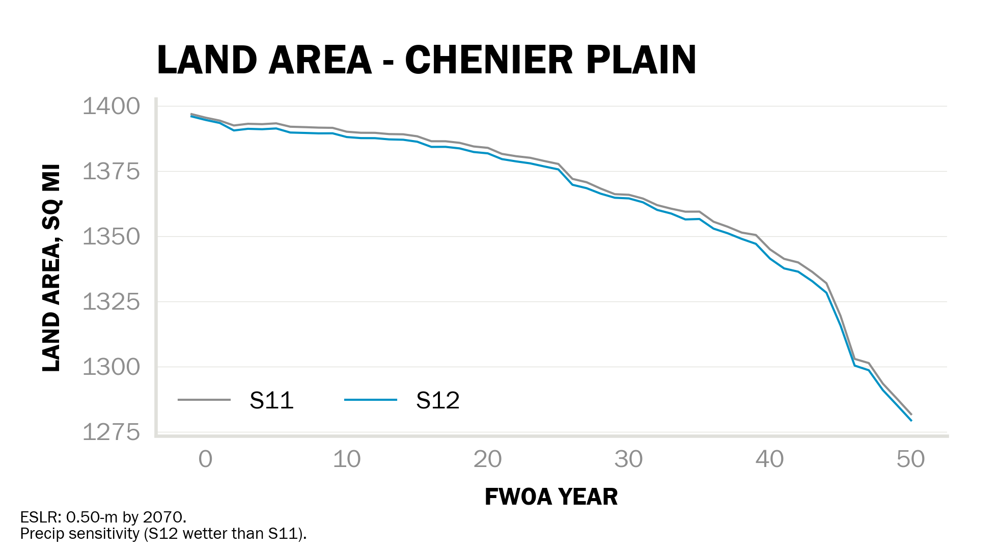 LAND AREA - CHENIER PLAIN
LAND AREA, SQ MI
1400
1375
1350
1325
1300
1275
S11
S12
0
10
20
30
40
50
FWOA YEAR
ESLR: 0.50-m by 2070.
Precip sensitivity (S12 wetter than S11).